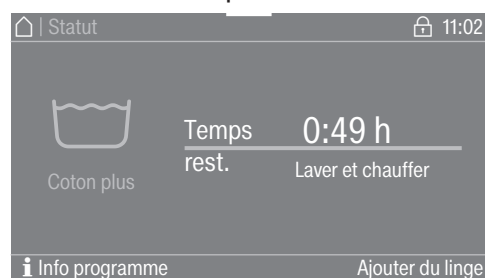 | Statut 11:02
Temps 0:49 h
rest. Laver et chauffer
Coton plus
Info programme Ajouter du linge